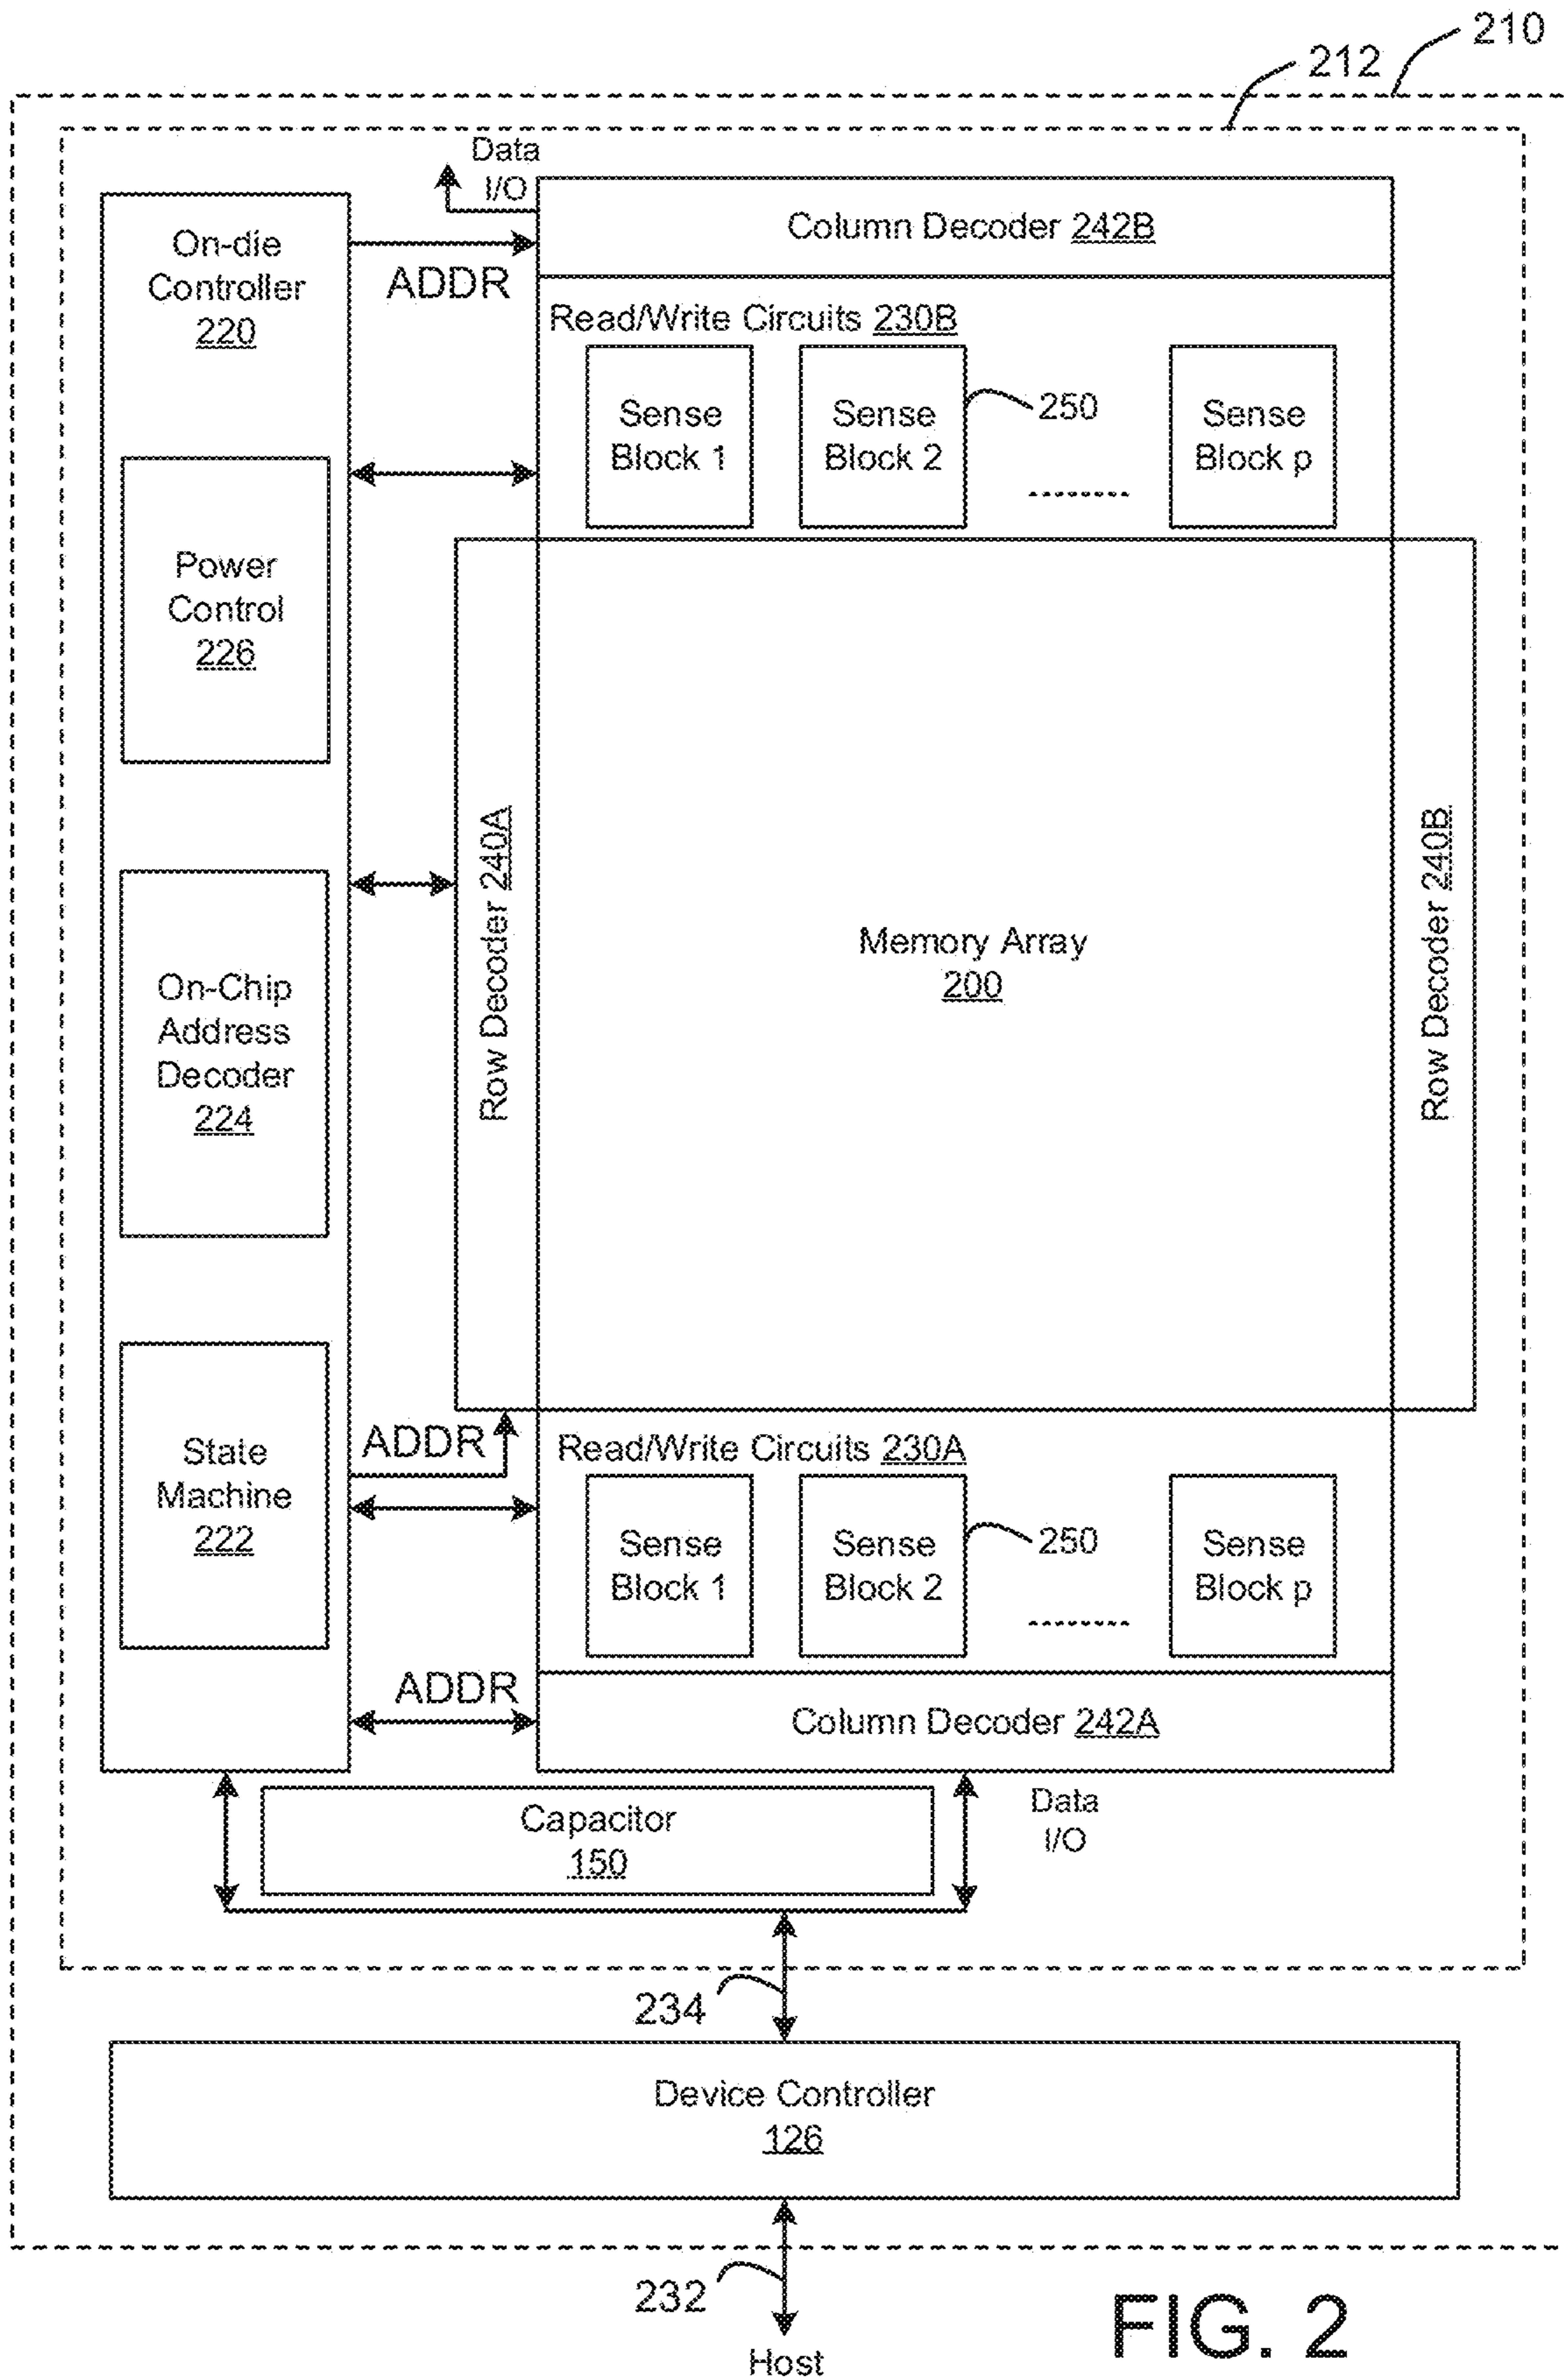 210
212
Data
I/O
Column Decoder 242B
On-die
Controller
220
ADDR
Read/Write Circuits 230B
Sense
Block 1
Sense
Block 2
250
Sense
Block p
Power
Control
226
Row Decoder 240A
Memory Array
200
Row Decoder 240B
On-Chip
Address
Decoder
224
State
Machine
222
ADDR
Read/Write Circuits 230A
Sense
Block 1
Sense
Block 2
250
Sense
Block p
ADDR
Column Decoder 242A
Capacitor
150
Data
I/O
234
Device Controller
126
232
Host
FIG. 2